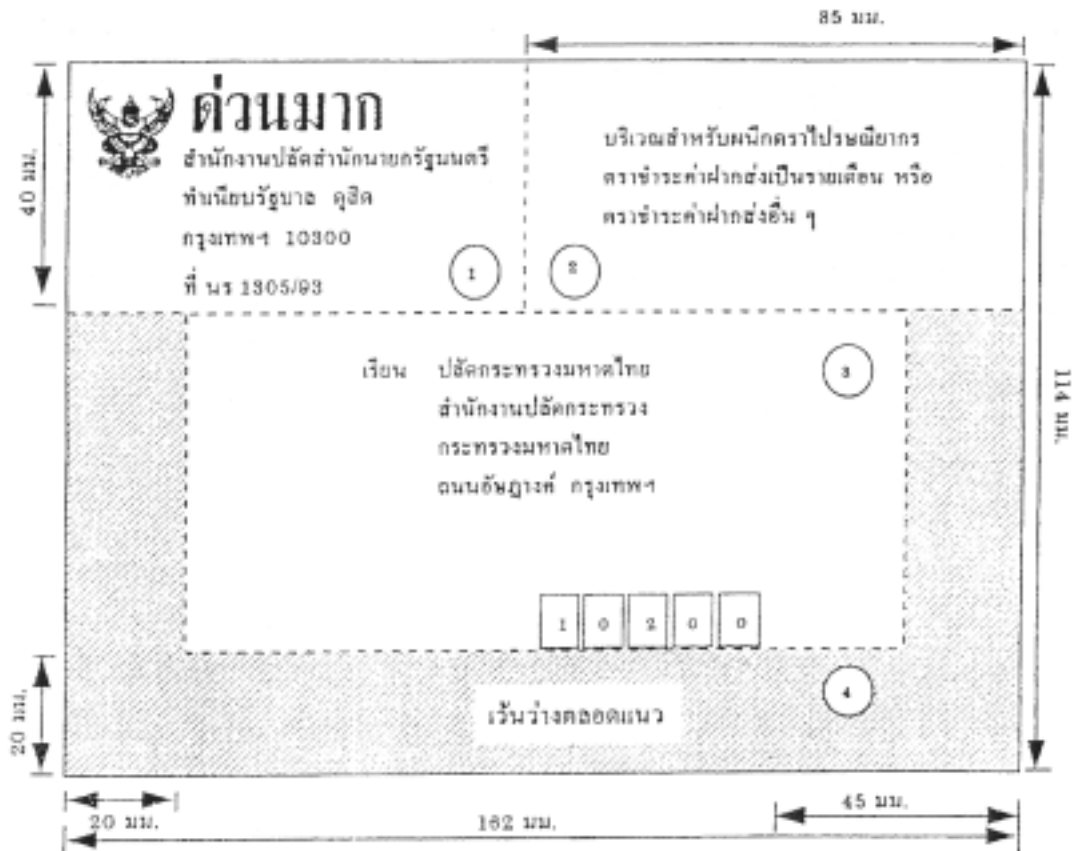 85 มม.
ด่วนมาก
สำนักงานปลัดสำนักนายกรัฐมนตรี
ทำเนียบรัฐบาล ดุสิต
กรุงเทพฯ 10300
ที่ นร 1305/93
1
40 มม.
บริเวณสำหรับผนึกตราไปรษณียากร
ตราชำระค่าฝากส่งเป็นรายเดือน หรือ
ตราชำระค่าฝากส่งอื่น ๆ
2
3
เรียน ปลัดกระทรวงมหาดไทย
สำนักงานปลัดกระทรวง
กระทรวงมหาดไทย
ถนนอัษฎางค์ กรุงเทพฯ
114 มม.
1 0 2 0 0
4
เว้นว่างตลอดแนว
20 มม.
20 มม.
162 มม.
45 มม.